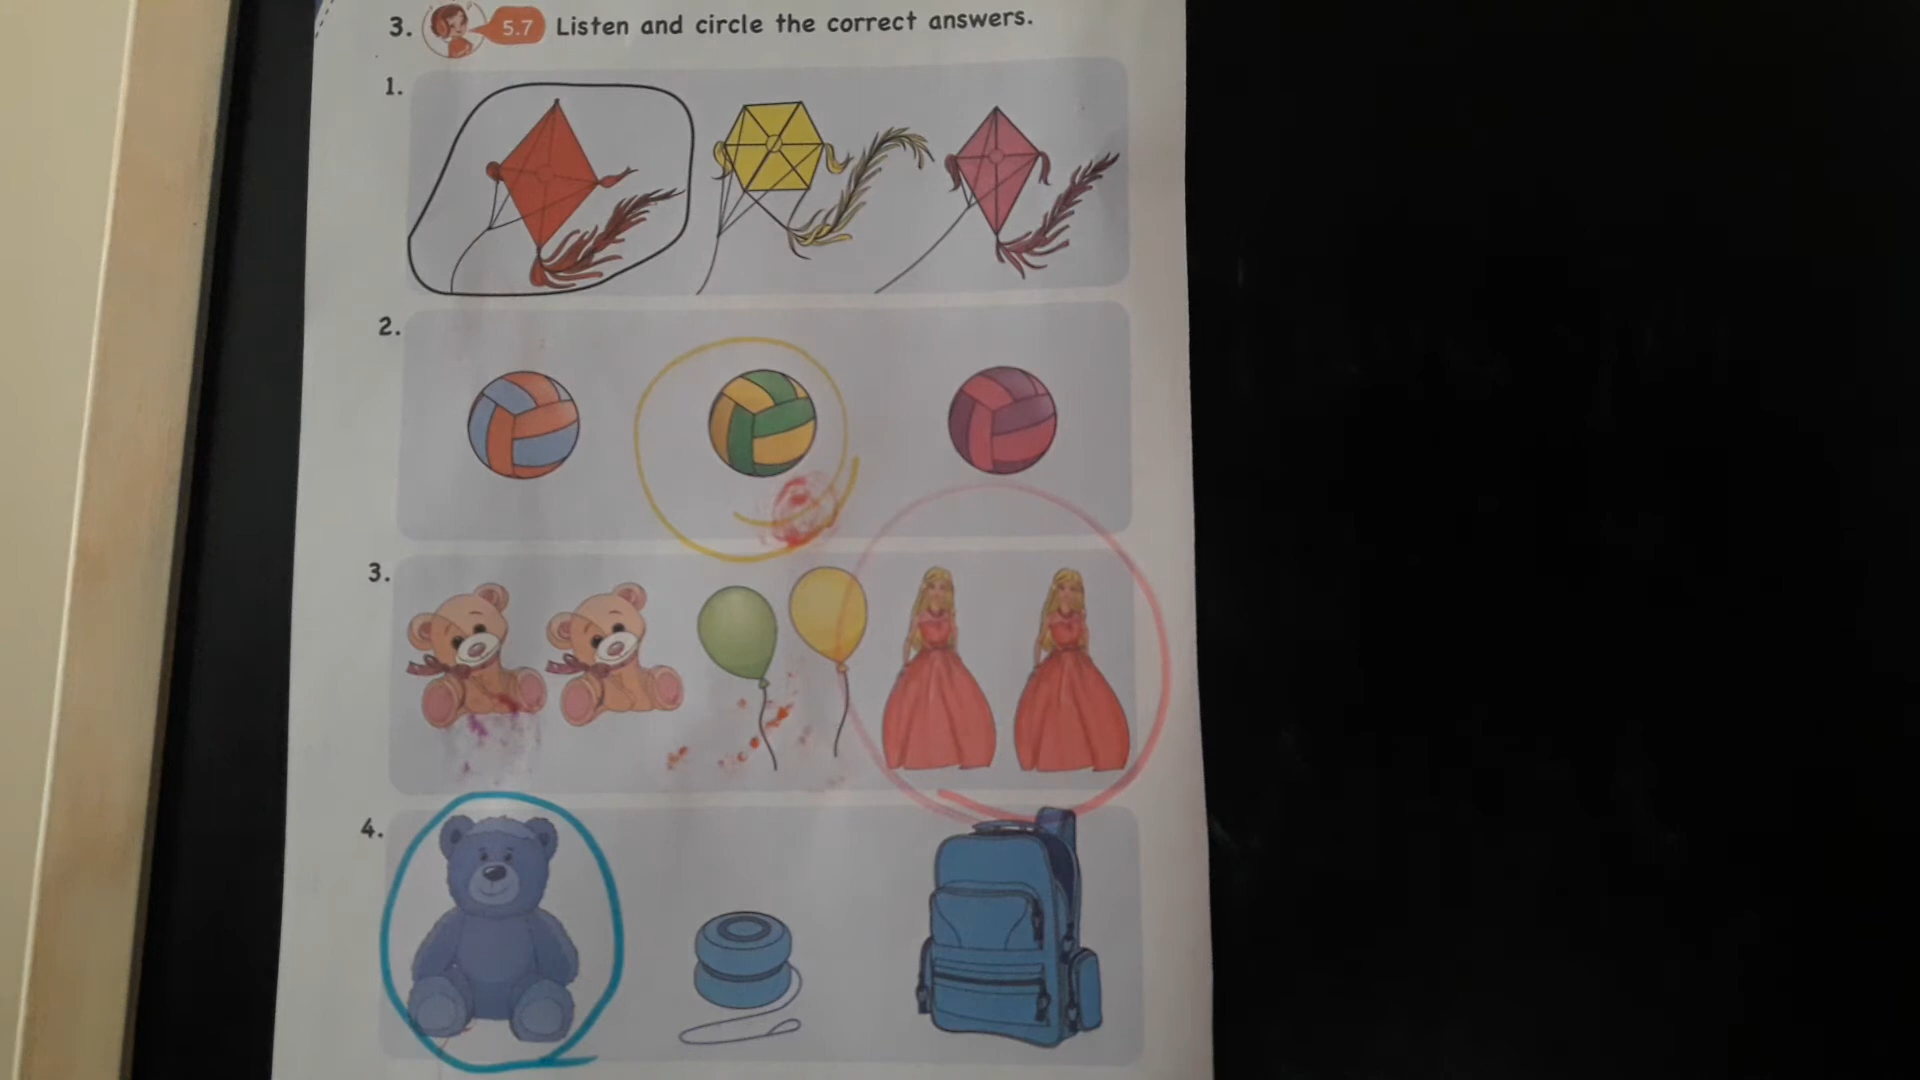 3. 5.7 Listen and circle the correct answers.
1.
2.
3.
4.